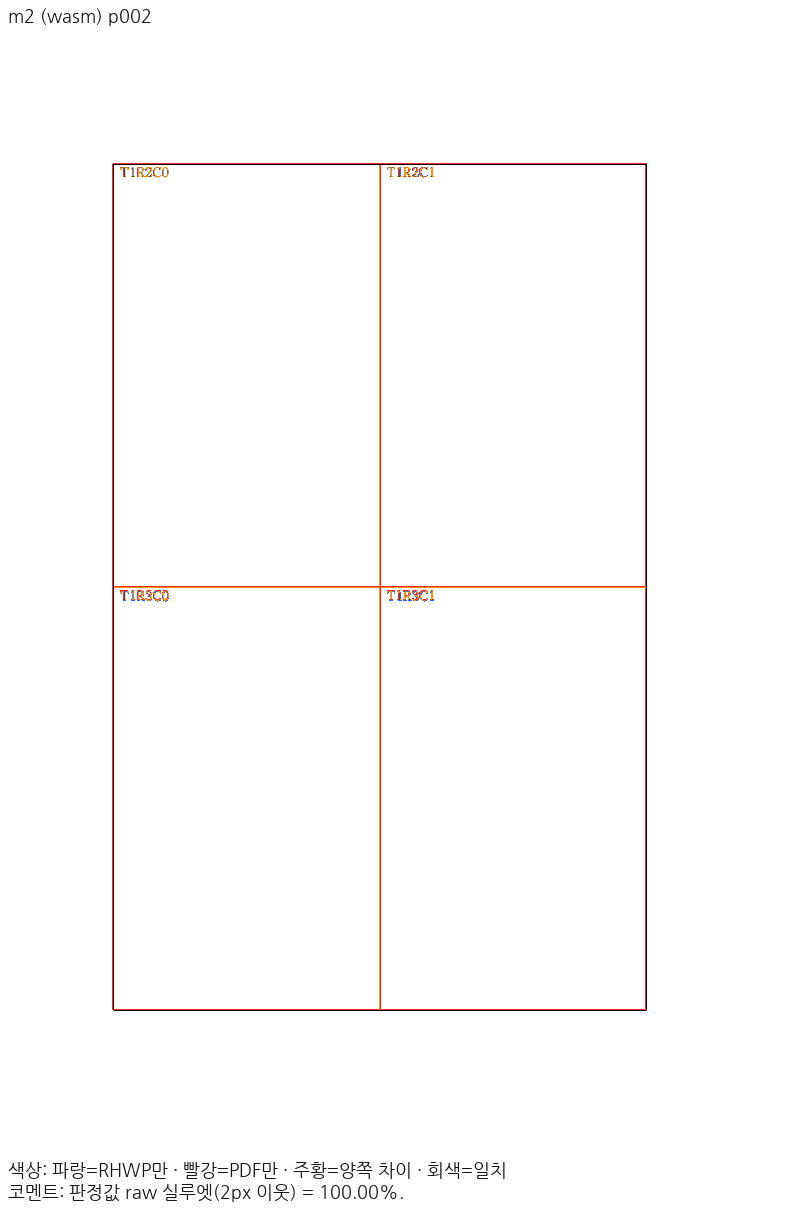 m2 (wasm) p002
T1R2C0 T1R2C1
T1R3C0 T1R3C1
색상: 파랑=RHWP만 · 빨강=PDF만 · 주황=양쪽 차이 · 회색=일치
코멘트: 판정값 raw 실루엣(2px 이웃) = 100.00%.